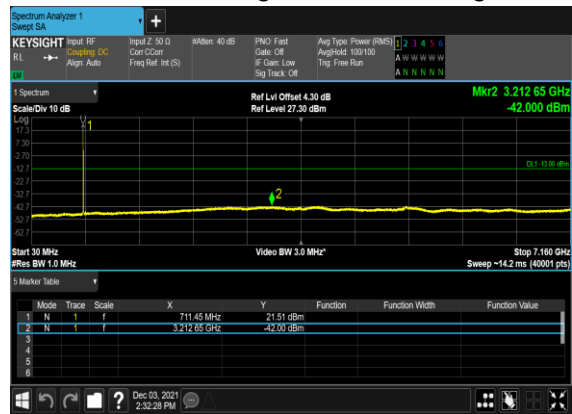 Spectrum Analyzer 1
Swept SA
+
KEYSIGHT Input: RF Input Z: 50 Ω #Atten: 40 dB PNO: Fast Avg Type: Power (RMS) 1 2 3 4 5 6
RL Coupling: DC Corr CCorr Gate: Off Avg|Hold: 100/100 A W W W W W
Align: Auto Freq Ref: Int (S) IF Gain: Low Trig: Free Run
LW Sig Track: Off A N N N N N
1 Spectrum Ref Lvl Offset 4.30 dB Mkr2 3.212 65 GHz
Scale/Div 10 dB Ref Level 27.30 dBm -42.000 dBm
Log
1
17.3
7.30
-2.70
-12.7 DL1 -13.00 dBm
-22.7
-32.7
2
-42.7
-52.7
-62.7
Start 30 MHz Video BW 3.0 MHz* Stop 7.160 GHz
#Res BW 1.0 MHz Sweep ~14.2 ms (40001 pts)
5 Marker Table
Mode Trace Scale X Y Function Function Width Function Value
1 N 1 f 711.45 MHz 21.51 dBm
2 N 1 f 3.212 65 GHz -42.00 dBm
3
4
5
6
? Dec 03, 2021
2:32:28 PM